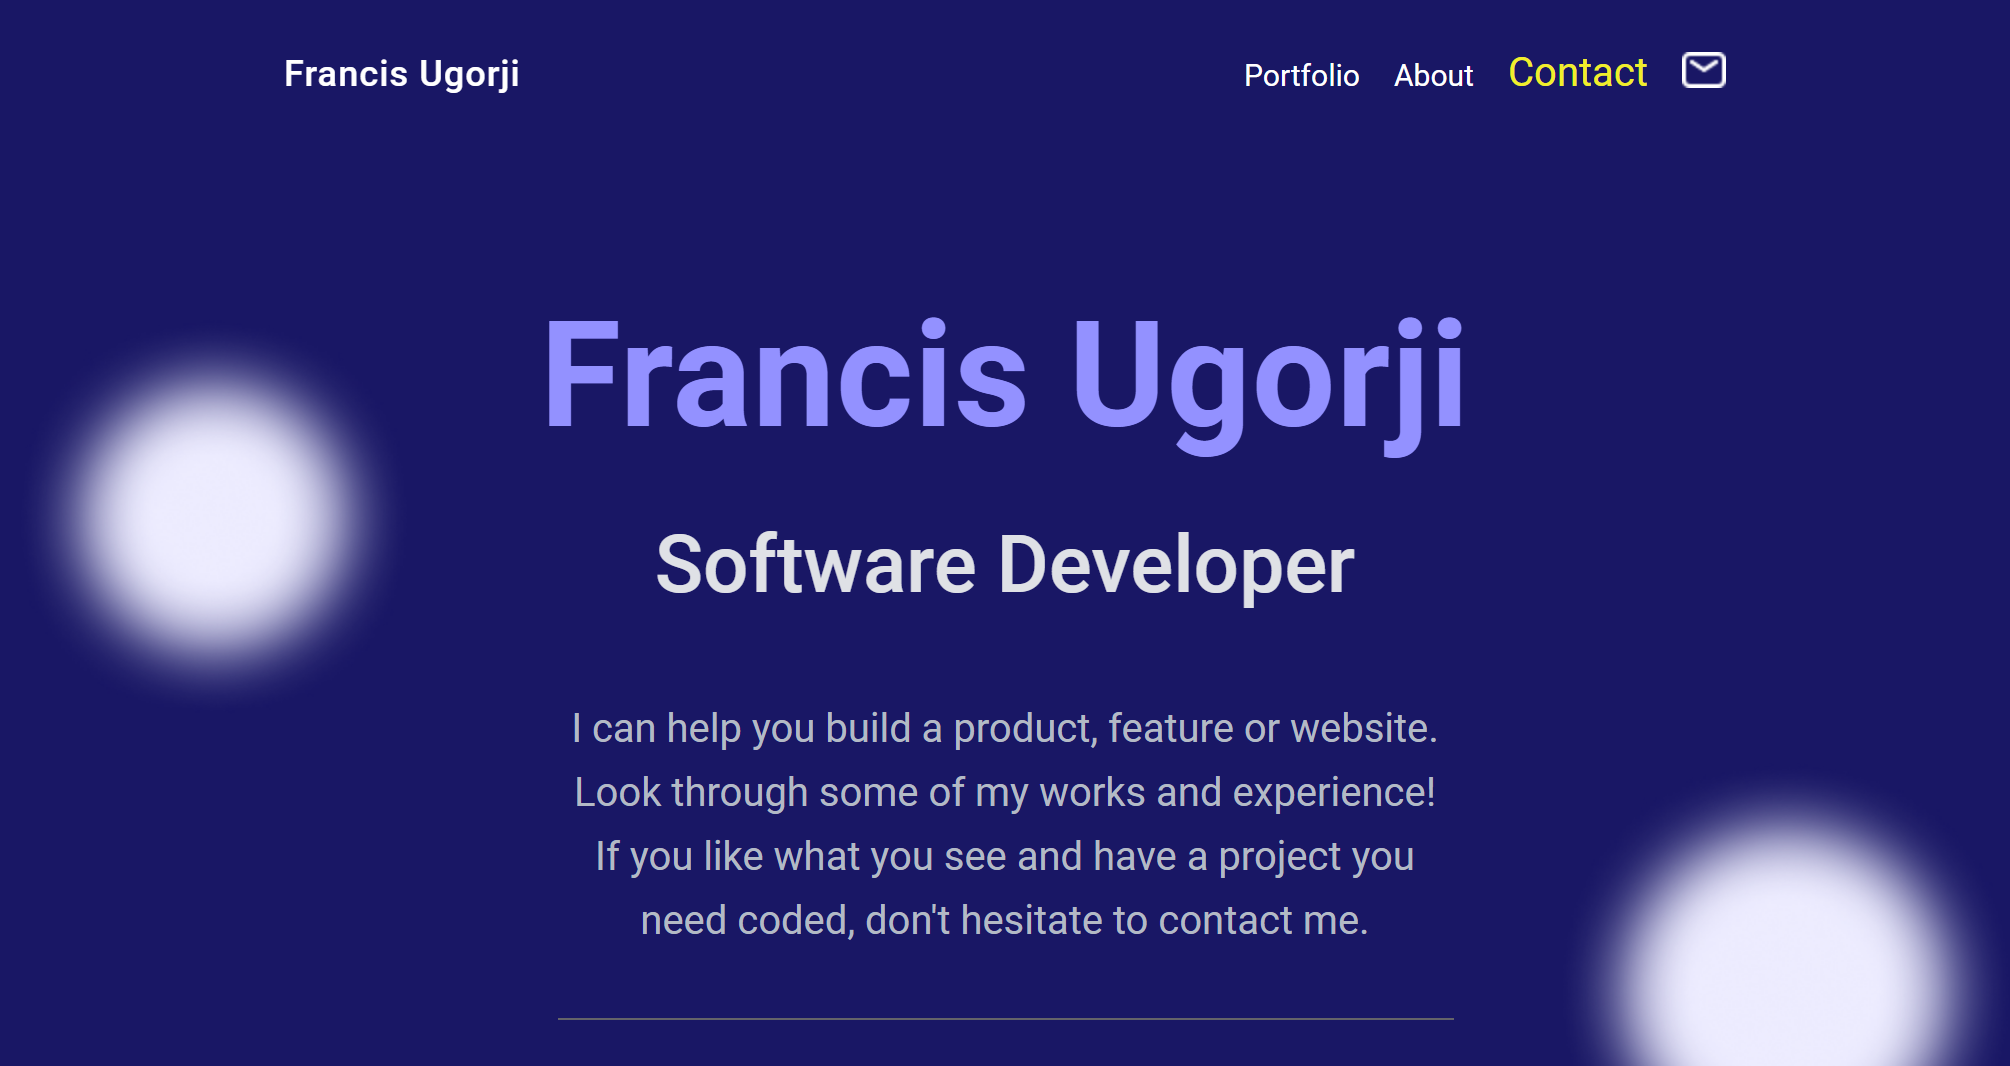 Francis Ugorji
Portfolio About Contact
Francis Ugorji
Software Developer
I can help you build a product, feature or website.
Look through some of my works and experience!
If you like what you see and have a project you
need coded, don't hesitate to contact me.